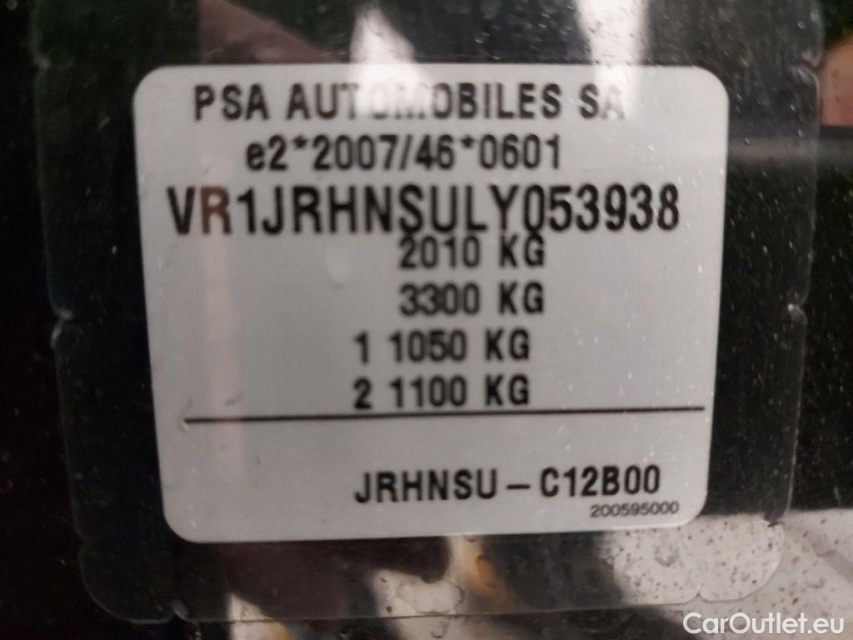 PSA AUTOMOBILES SA
e2*2007/46*0601
VR1JRHNSULY053938
2010 KG
3300 KG
1 1050 KG
2 1100 KG
JRHNSU-C12B00
200595000
CarOutlet.eu